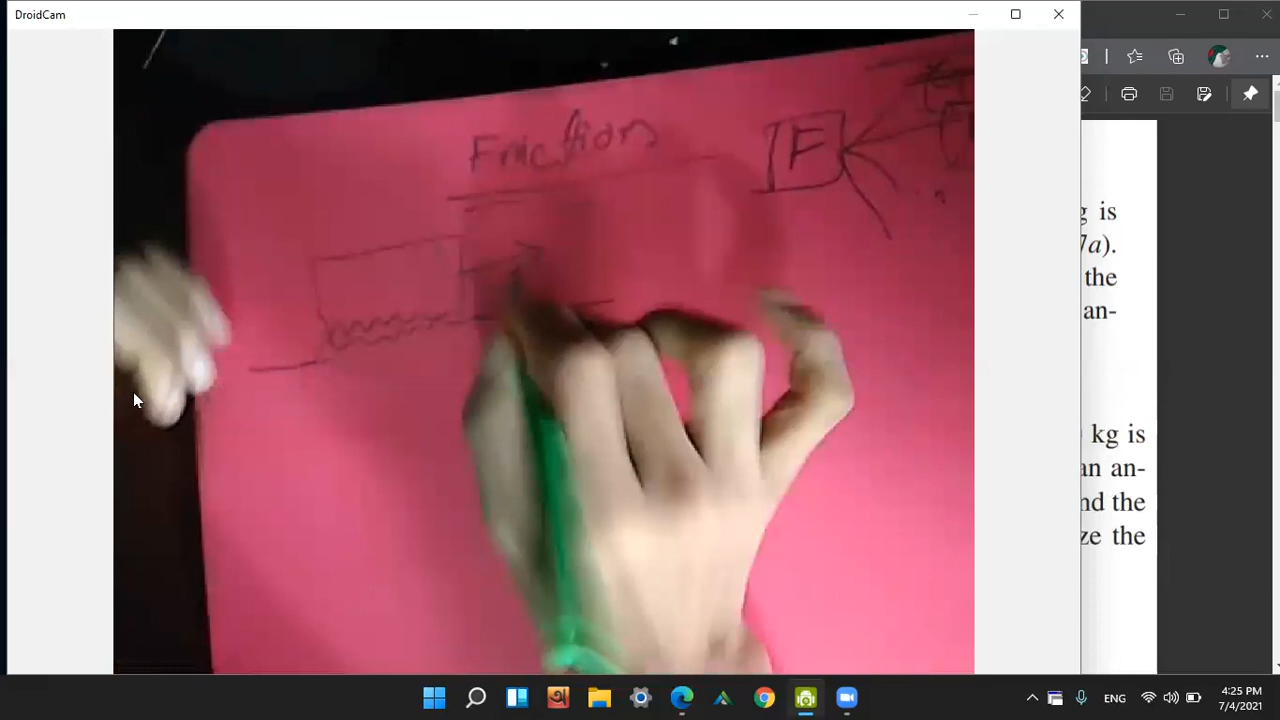 DroidCam
Friction
F
g is
7a).
the
an-
kg is
an an-
nd the
ze the
ENG
4:25 PM
7/4/2021